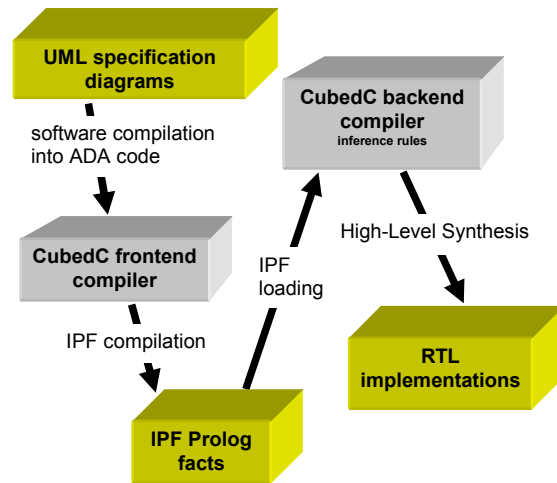 UML specification
diagrams
software compilation
into ADA code
CubedC frontend
compiler
IPF compilation
IPF Prolog
facts
IPF
loading
CubedC backend
compiler
inference rules
High-Level Synthesis
RTL
implementations